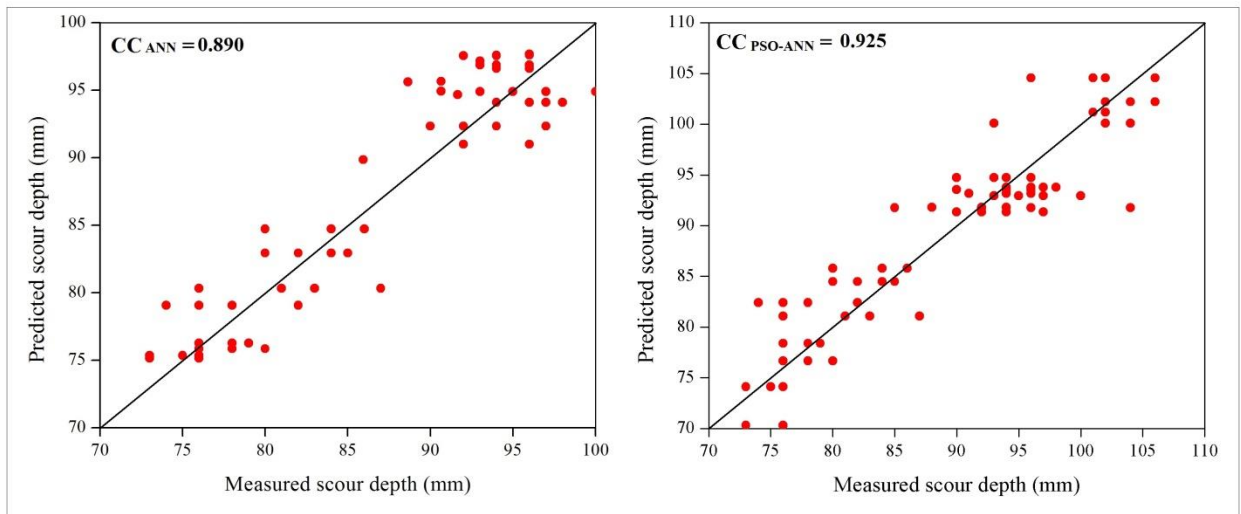 CC ANN = 0.890
100
95
90
85
80
75
70
Predicted scour depth (mm)
70 75 80 85 90 95 100
Measured scour depth (mm)
CC PSO-ANN = 0.925
110
105
100
95
90
85
80
75
70
Predicted scour depth (mm)
70 75 80 85 90 95 100 105 110
Measured scour depth (mm)